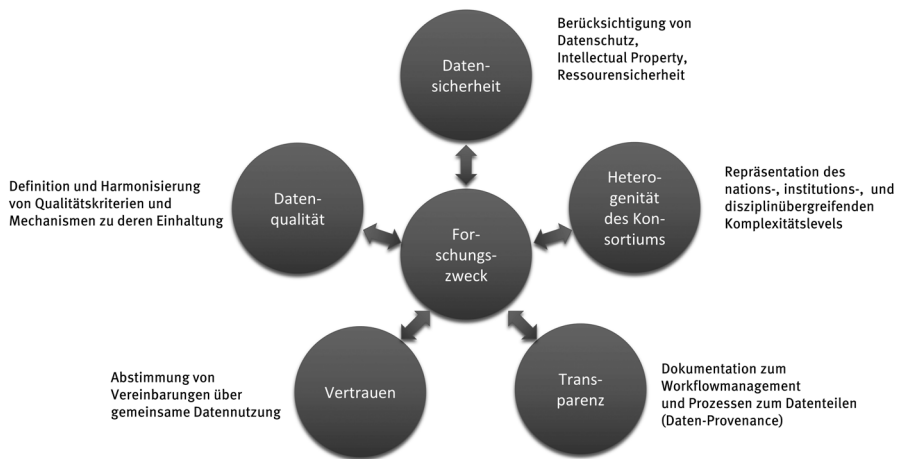 Daten-
sicherheit
Berücksichtigung von
Datenschutz,
Intellectual Property,
Ressourensicherheit
Heterо-
genität
des Kon-
sortiums
Repräsentation des
nations-, institutions-, und
disziplinübergreifenden
Komplexitätslevels
Trans-
parenz
Dokumentation zum
Workflowmanagement
und Prozessen zum Datenteilen
(Daten-Provenance)
Vertrauen
Abstimmung von
Vereinbarungen über
gemeinsame Datennutzung
Daten-
qualität
Definition und Harmonisierung
von Qualitätskriterien und
Mechanismen zu deren Einhaltung
For-
schungs-
zweck